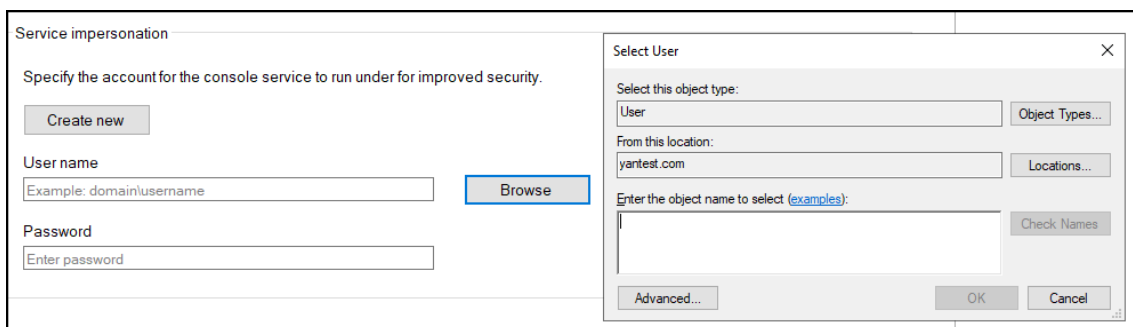 Service impersonation
Specify the account for the console service to run under for improved security.
Create new
User name
Example: domain\username
Browse
Password
Enter password
Select User
Select this object type:
User
Object Types...
From this location:
yantest.com
Locations...
Enter the object name to select (examples):
Check Names
Advanced...
OK
Cancel